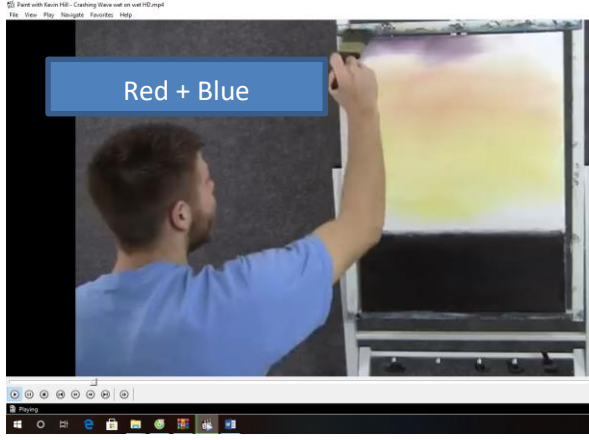 Paint with Kevin Hill - Crashing Wave wet on wet HD.mp4
File View Play Navigate Favorites Help
Red + Blue
Playing